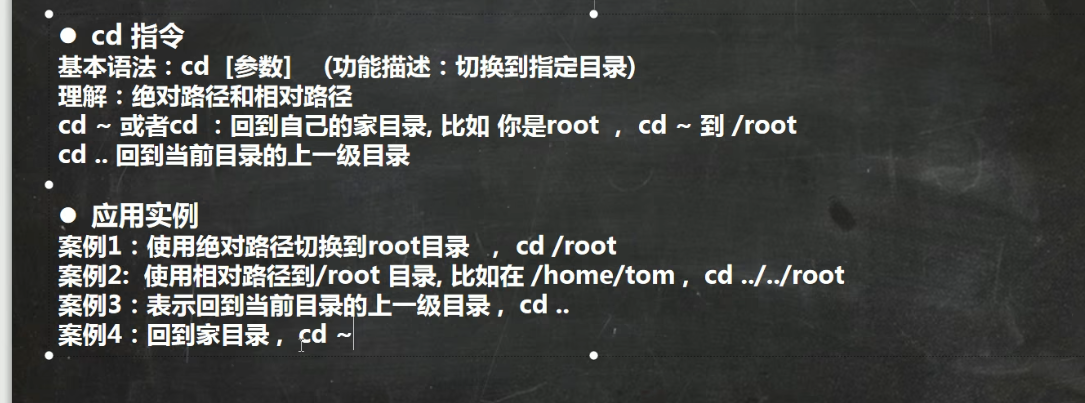 ● cd 指令
基本语法：cd [参数] (功能描述：切换到指定目录)
理解：绝对路径和相对路径
cd ~ 或者cd ：回到自己的家目录, 比如 你是root ， cd ~ 到 /root
cd .. 回到当前目录的上一级目录
● 应用实例
案例1：使用绝对路径切换到root目录 ， cd /root
案例2: 使用相对路径到/root 目录, 比如在 /home/tom , cd ../../root
案例3：表示回到当前目录的上一级目录 , cd ..
案例4：回到家目录 , cd ~